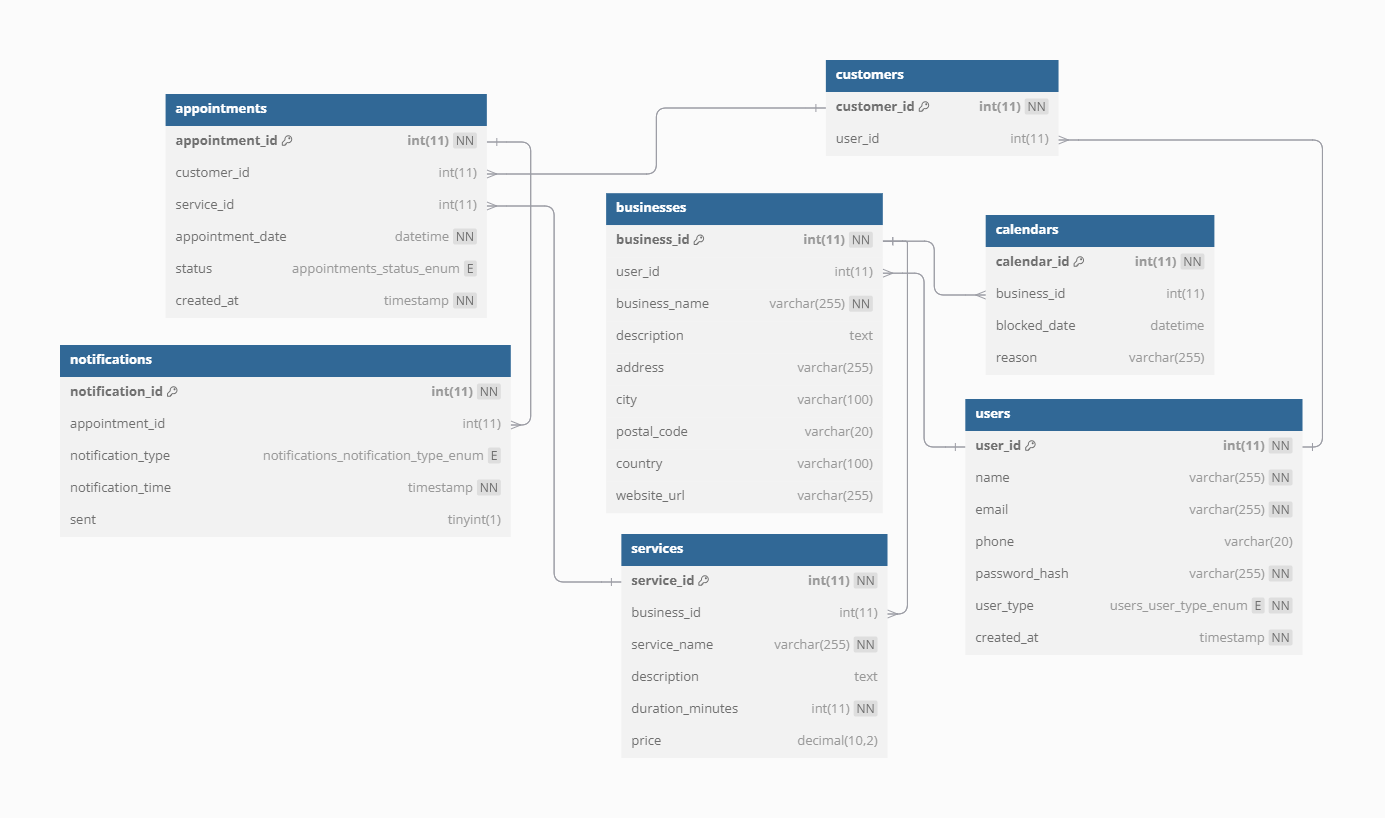 appointments
appointment_id int(11) NN
customer_id int(11)
service_id int(11)
appointment_date datetime NN
status appointments_status_enum E
created_at timestamp NN
notifications
notification_id int(11) NN
appointment_id int(11)
notification_type notifications_notification_type_enum E
notification_time timestamp NN
sent tinyint(1)
customers
customer_id int(11) NN
user_id int(11)
businesses
business_id int(11) NN
user_id int(11)
business_name varchar(255) NN
description text
address varchar(255)
city varchar(100)
postal_code varchar(20)
country varchar(100)
website_url varchar(255)
services
service_id int(11) NN
business_id int(11)
service_name varchar(255) NN
description text
duration_minutes int(11) NN
price decimal(10,2)
calendars
calendar_id int(11) NN
business_id int(11)
blocked_date datetime
reason varchar(255)
users
user_id int(11) NN
name varchar(255) NN
email varchar(255) NN
phone varchar(20)
password_hash varchar(255) NN
user_type users_user_type_enum E NN
created_at timestamp NN